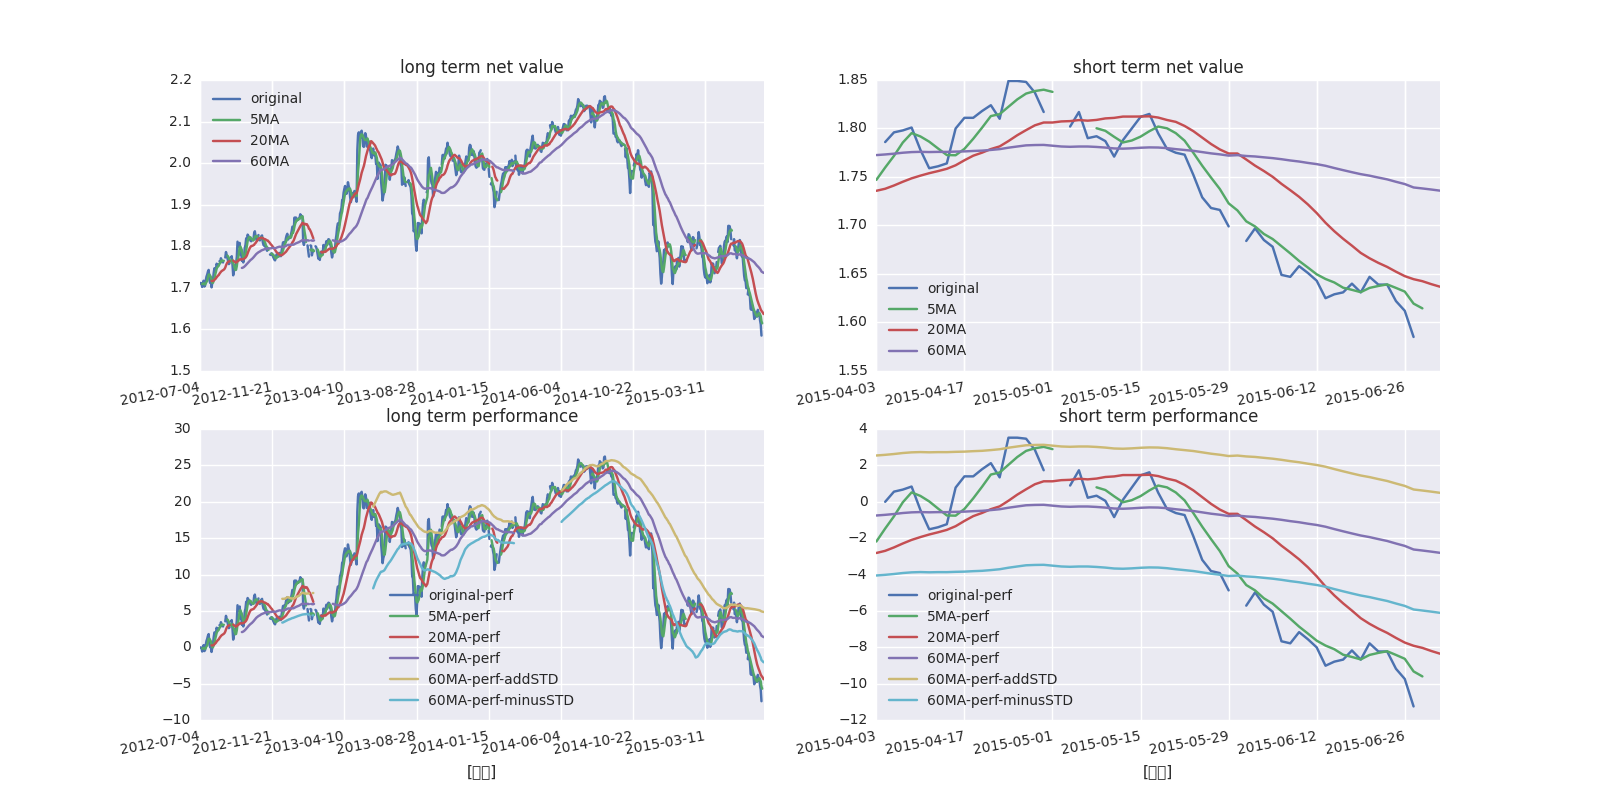 long term net value
2.2
2.1
2.0
1.9
1.8
1.7
1.6
1.5
original
5MA
20MA
60MA
2012-07-04 2012-11-21 2013-04-10 2013-08-28 2014-01-15 2014-06-04 2014-10-22 2015-03-11
short term net value
1.85
1.80
1.75
1.70
1.65
1.60
1.55
original
5MA
20MA
60MA
2015-04-03 2015-04-17 2015-05-01 2015-05-15 2015-05-29 2015-06-12 2015-06-26
long term performance
30
25
20
15
10
5
0
−5
−10
original-perf
5MA-perf
20MA-perf
60MA-perf
60MA-perf-addSTD
60MA-perf-minusSTD
2012-07-04 2012-11-21 2013-04-10 2013-08-28 2014-01-15 2014-06-04 2014-10-22 2015-03-11
short term performance
4
2
0
−2
−4
−6
−8
−10
−12
original-perf
5MA-perf
20MA-perf
60MA-perf
60MA-perf-addSTD
60MA-perf-minusSTD
2015-04-03 2015-04-17 2015-05-01 2015-05-15 2015-05-29 2015-06-12 2015-06-26